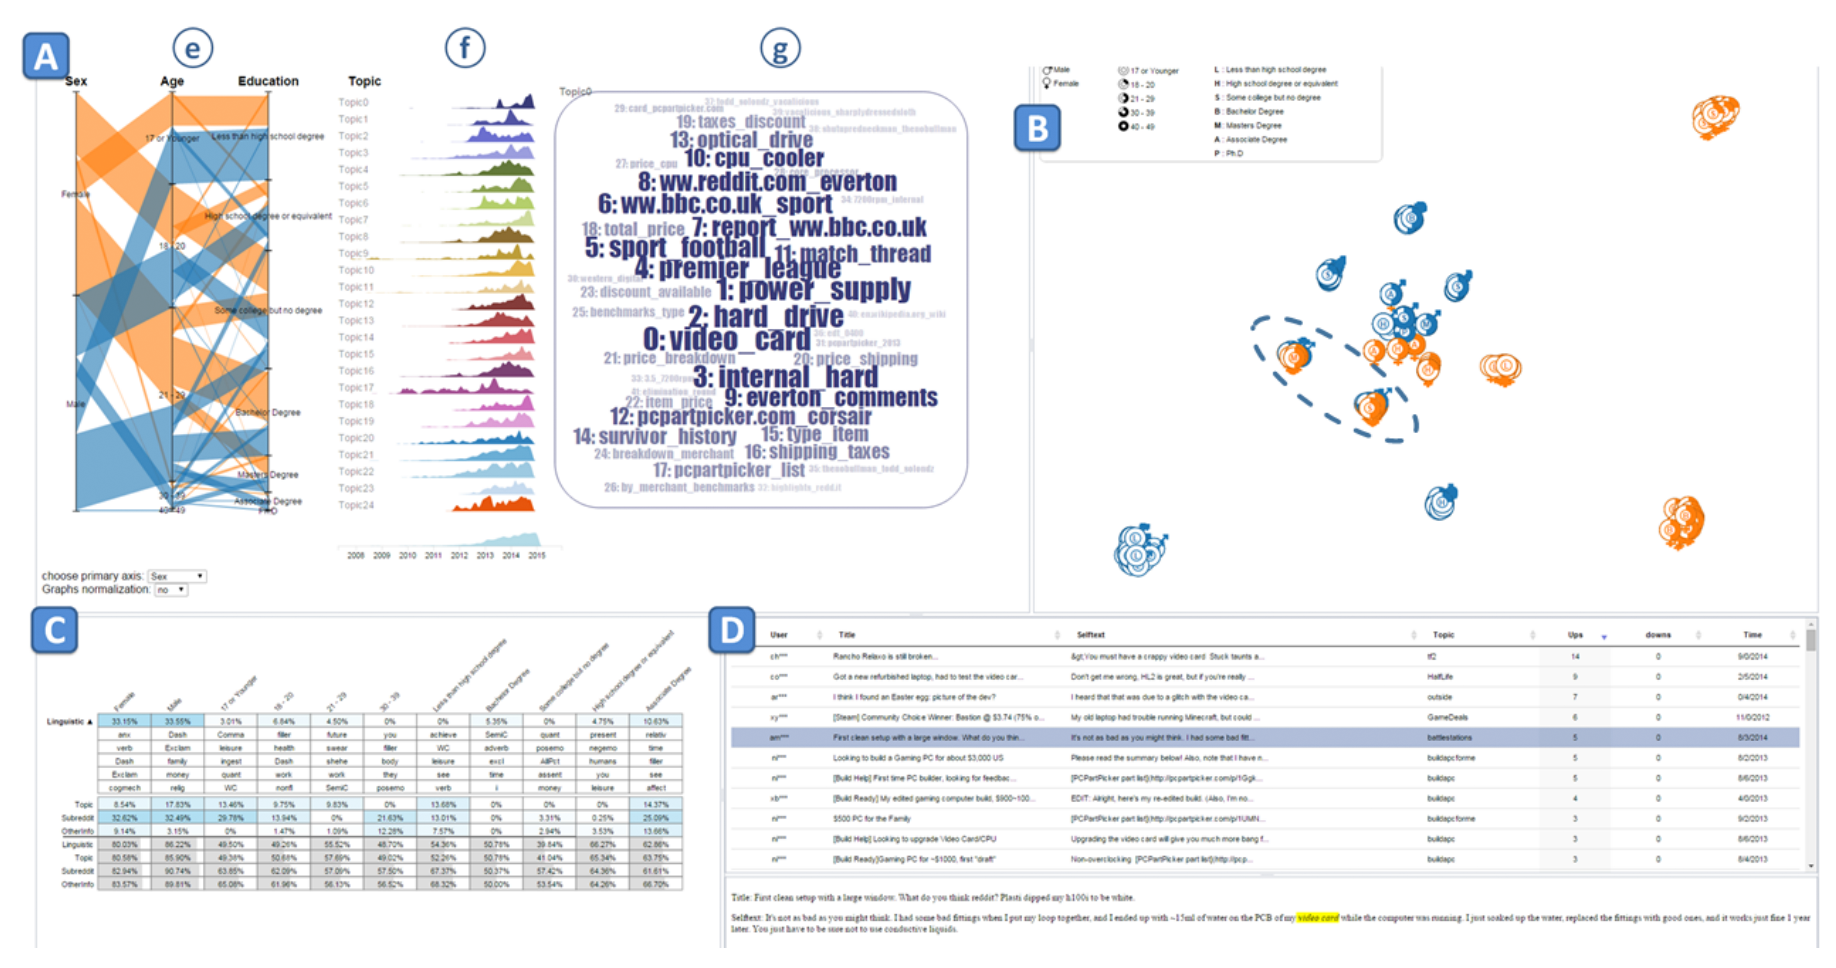 A
e
f
g
Sex
Age
Education
Topic
Female
Male
17 or Younger
18 - 20
21 - 29
30 - 39
40 - 49
Less than high school degree
High school degree or equivalent
Some college but no degree
Bachelor Degree
Masters Degree
Associate Degree
PhD
Topic0
Topic1
Topic2
Topic3
Topic4
Topic5
Topic6
Topic7
Topic8
Topic9
Topic10
Topic11
Topic12
Topic13
Topic14
Topic15
Topic16
Topic17
Topic18
Topic19
Topic20
Topic21
Topic22
Topic23
Topic24
2008 2009 2010 2011 2012 2013 2014 2015
choose primary axis: Sex
Graphs normalization: no
Topic0
29: card_pcpartpicker.com
19: taxes_discount
13: optical_drive
27: price_cpu
10: cpu_cooler
8: ww.reddit.com_everton
6: ww.bbc.co.uk_sport
34: 7200rpm_internal
18: total_price
7: report_ww.bbc.co.uk
5: sport_football
11: match_thread
4: premier_league
30: western_digital
23: discount_available
1: power_supply
25: benchmarks_type
2: hard_drive
40: en.wikipedia.org_wiki
0: video_card
31: pcpartpicker_2013
21: price_breakdown
20: price_shipping
33: 3.5_7200rpm
3: internal_hard
41: elimination_round
22: item_price
9: everton_comments
12: pcpartpicker.com_corsair
14: survivor_history
15: type_item
24: breakdown_merchant
16: shipping_taxes
17: pcpartpicker_list
26: by_merchant_benchmarks
32: highlights_redd.it
B
Male
Female
17 or Younger
18 - 20
21 - 29
30 - 39
40 - 49
L : Less than high school degree
H : High school degree or equivalent
S : Some college but no degree
B : Bachelor Degree
M : Masters Degree
A : Associate Degree
P : Ph.D
C
Female
Male
17 or Younger
18 - 20
21 - 29
30 - 39
Less than high school degree
Bachelor Degree
Some college but no degree
High school degree or equivalent
Associate Degree
Linguistic ▲ 33.15% 33.55% 3.01% 6.84% 4.50% 0% 0% 5.35% 0% 4.75% 10.63%
anx Dash Comma filler future you achieve SemiC quant present relativ
verb Exclam leisure health swear filler WC adverb posemo negemo time
Dash family ingest Dash shehe body leisure excl AllPct humans filler
Exclam money quant work work they see time assent you see
cogmech relig WC nonfl SemiC posemo verb i money leisure affect
Topic 8.54% 17.83% 13.46% 9.75% 9.83% 0% 13.68% 0% 0% 0% 14.37%
Subreddit 32.62% 32.49% 29.78% 13.94% 0% 21.63% 13.01% 0% 3.31% 0.25% 25.09%
OtherInfo 9.14% 3.15% 0% 1.47% 1.09% 12.28% 7.57% 0% 2.94% 3.53% 13.66%
Linguistic 80.03% 86.22% 49.50% 49.26% 55.52% 48.70% 54.36% 50.78% 39.84% 66.27% 62.86%
Topic 80.58% 85.90% 49.38% 50.68% 57.69% 49.02% 52.26% 50.78% 41.04% 65.34% 63.75%
Subreddit 82.94% 90.74% 63.85% 62.09% 57.09% 57.50% 67.37% 50.37% 57.42% 64.36% 61.61%
OtherInfo 83.57% 89.81% 65.08% 61.96% 56.13% 56.52% 68.32% 50.00% 53.54% 64.26% 66.70%
D
User Title Selftext Topic Ups downs Time
ch*** Rancho Relaxo is still broken... &gt;You must have a crappy video card Stuck taunts a... tf2 14 0 9/0/2014
co*** Got a new refurbished laptop, had to test the video car... Don't get me wrong, HL2 is great, but if you're really ... HalfLife 9 0 2/5/2014
ar*** I think I found an Easter egg: picture of the dev? I heard that that was due to a glitch with the video ca... outside 7 0 0/4/2014
xy*** [Steam] Community Choice Winner: Bastion @ $3.74 (75% o... My old laptop had trouble running Minecraft, but could ... GameDeals 6 0 11/0/2012
am*** First clean setup with a large window. What do you thin... It's not as bad as you might think. I had some bad fitt... battlestations 5 0 8/3/2014
ni*** Looking to build a Gaming PC for about $3,000 US Please read the summary below! Also, note that I have n... buildapcforme 5 0 8/2/2013
ni*** [Build Help] First time PC builder, looking for feedbac... [PCPartPicker part list](http://pcpartpicker.com/p/1Ggk... buildapc 5 0 8/6/2013
xb*** [Build Ready] My edited gaming computer build, $900~100... EDIT: Alright, here's my re-edited build. (Also, I'm no... buildapc 4 0 4/0/2013
ni*** $500 PC for the Family [PCPartPicker part list](http://pcpartpicker.com/p/1UMN... buildapcforme 3 0 9/2/2013
ni*** [Build Help] Looking to upgrade Video Card/CPU Upgrading the video card will give you much more bang f... buildapc 3 0 8/6/2013
ni*** [Build Ready]Gaming PC for ~$1000, first "draft" Non-overclocking [PCPartPicker part list](http://pcp... buildapc 3 0 8/4/2013
Title: First clean setup with a large window. What do you think reddit? Plasti dipped my h100i to be white.
Selftext: It's not as bad as you might think. I had some bad fittings when I put my loop together, and I ended up with ~15ml of water on the PCB of my video card while the computer was running. I just soaked up the water, replaced the fittings with good ones, and it works just fine 1 year
later. You just have to be sure not to use conductive liquids.